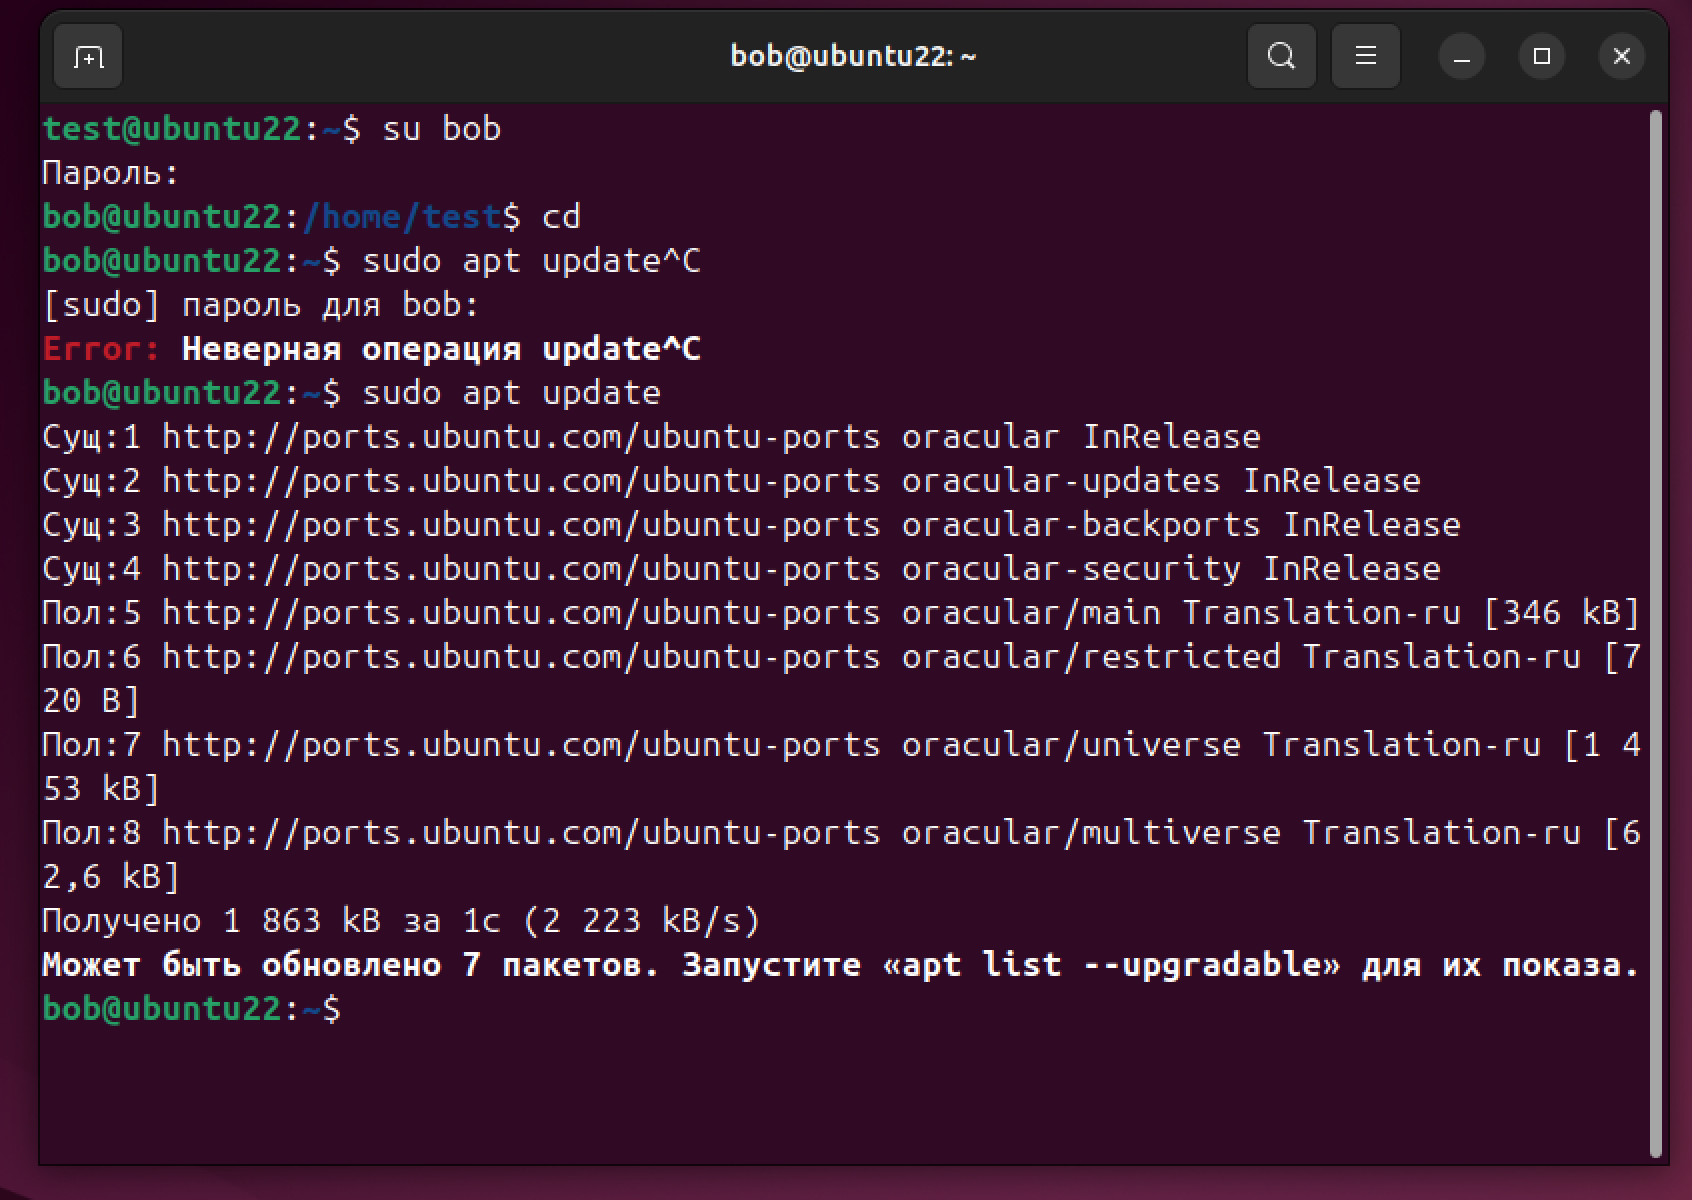 bob@ubuntu22: ~
test@ubuntu22:~$ su bob
Пароль:
bob@ubuntu22:/home/test$ cd
bob@ubuntu22:~$ sudo apt update^C
[sudo] пароль для bob:
Error: Неверная операция update^C
bob@ubuntu22:~$ sudo apt update
Сущ:1 http://ports.ubuntu.com/ubuntu-ports oracular InRelease
Сущ:2 http://ports.ubuntu.com/ubuntu-ports oracular-updates InRelease
Сущ:3 http://ports.ubuntu.com/ubuntu-ports oracular-backports InRelease
Сущ:4 http://ports.ubuntu.com/ubuntu-ports oracular-security InRelease
Пол:5 http://ports.ubuntu.com/ubuntu-ports oracular/main Translation-ru [346 kB]
Пол:6 http://ports.ubuntu.com/ubuntu-ports oracular/restricted Translation-ru [7
20 B]
Пол:7 http://ports.ubuntu.com/ubuntu-ports oracular/universe Translation-ru [1 4
53 kB]
Пол:8 http://ports.ubuntu.com/ubuntu-ports oracular/multiverse Translation-ru [6
2,6 kB]
Получено 1 863 kB за 1с (2 223 kB/s)
Может быть обновлено 7 пакетов. Запустите «apt list --upgradable» для их показа.
bob@ubuntu22:~$